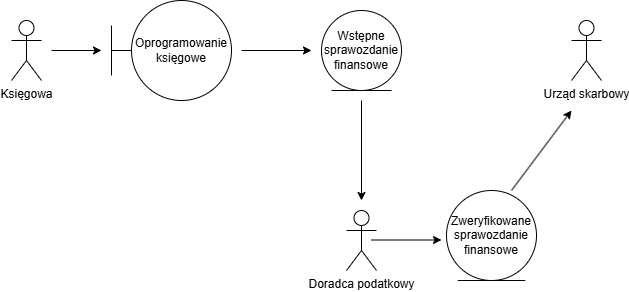 Oprogramowanie
księgowe
Wstępne
sprawozdanie
finansowe
Księgowa
Urząd skarbowy
Zweryfikowane
sprawozdanie
finansowe
Doradca podatkowy